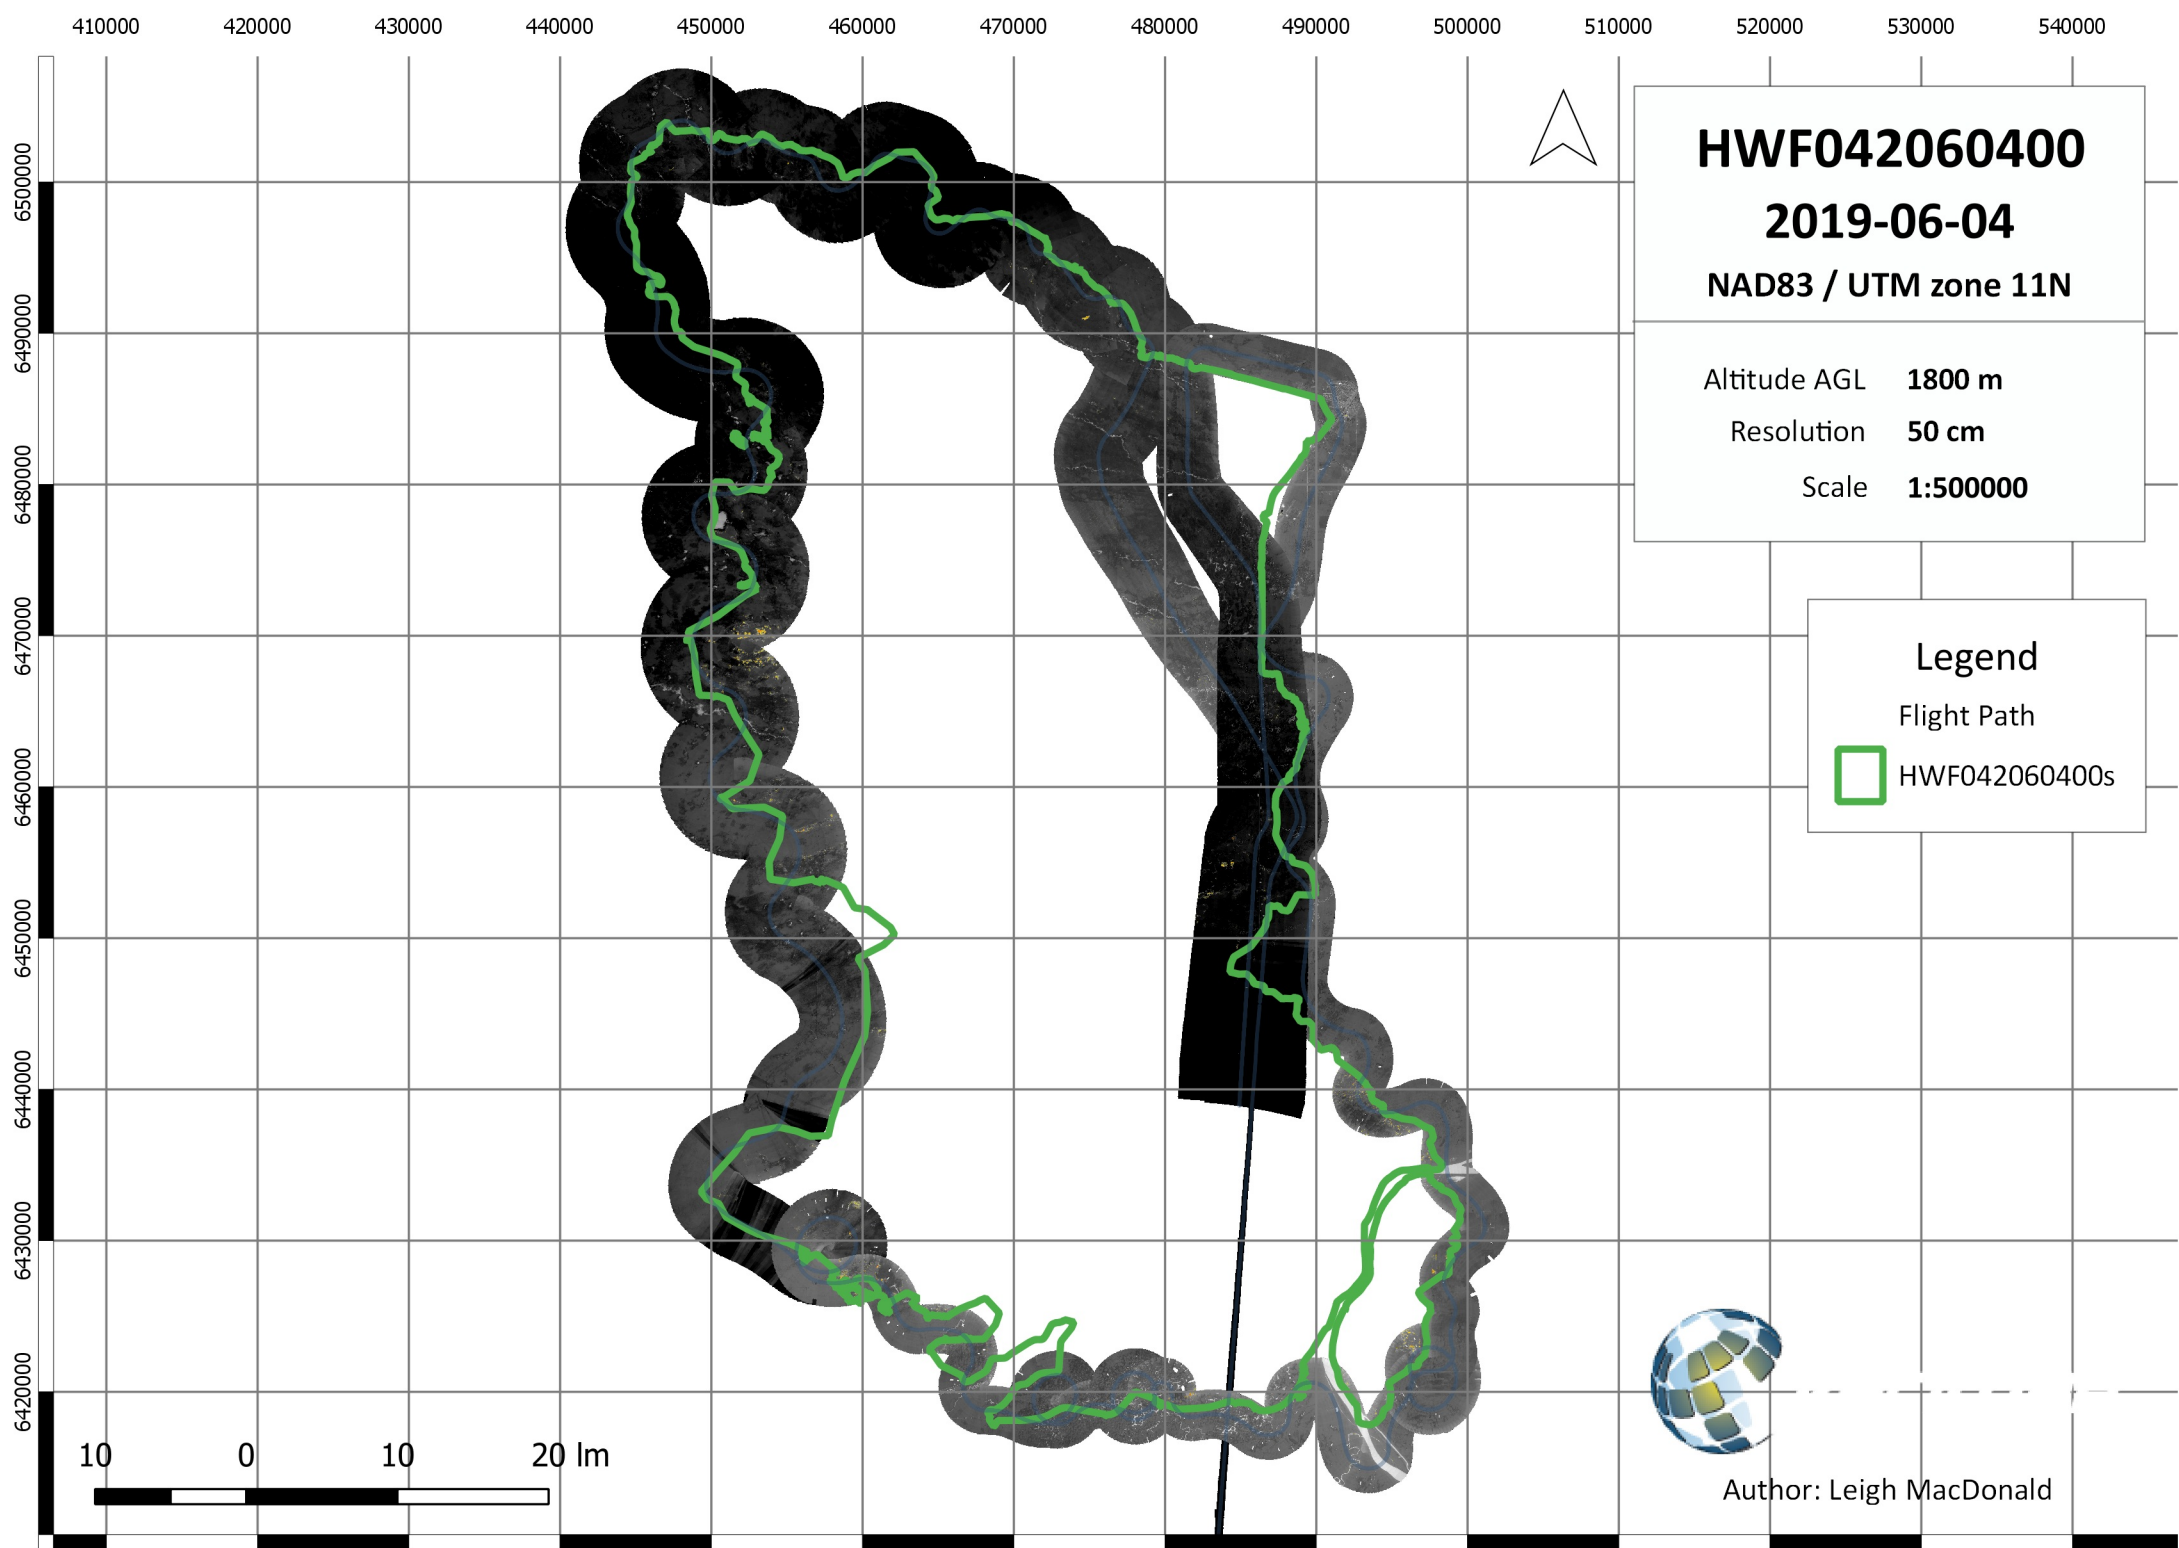 410000 420000 430000 440000 450000 460000 470000 480000 490000 500000 510000 520000 530000 540000
6500000
6490000
6480000
6470000
6460000
6450000
6440000
6430000
6420000
HWF042060400
2019-06-04
NAD83 / UTM zone 11N
Altitude AGL 1800 m
Resolution 50 cm
Scale 1:500000
Legend
Flight Path
HWF042060400s
10 0 10 20 lm
Author: Leigh MacDonald